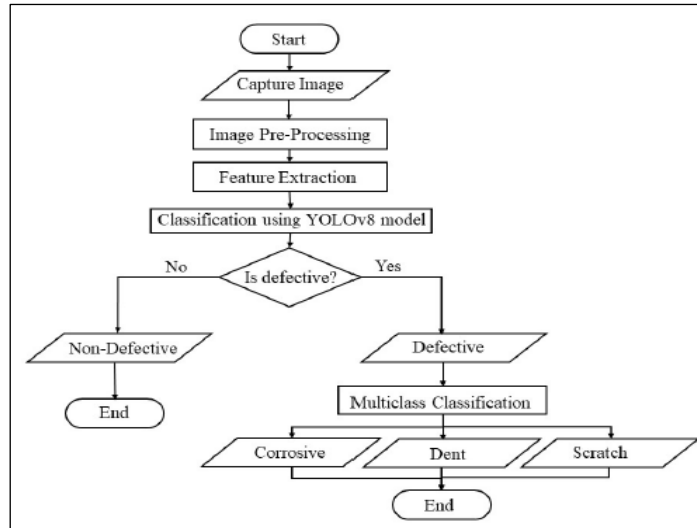 Start
Capture Image
Image Pre-Processing
Feature Extraction
Classification using YOLOv8 model
No
Is defective?
Yes
Non-Defective
Defective
End
Multiclass Classification
Corrosive
Dent
Scratch
End